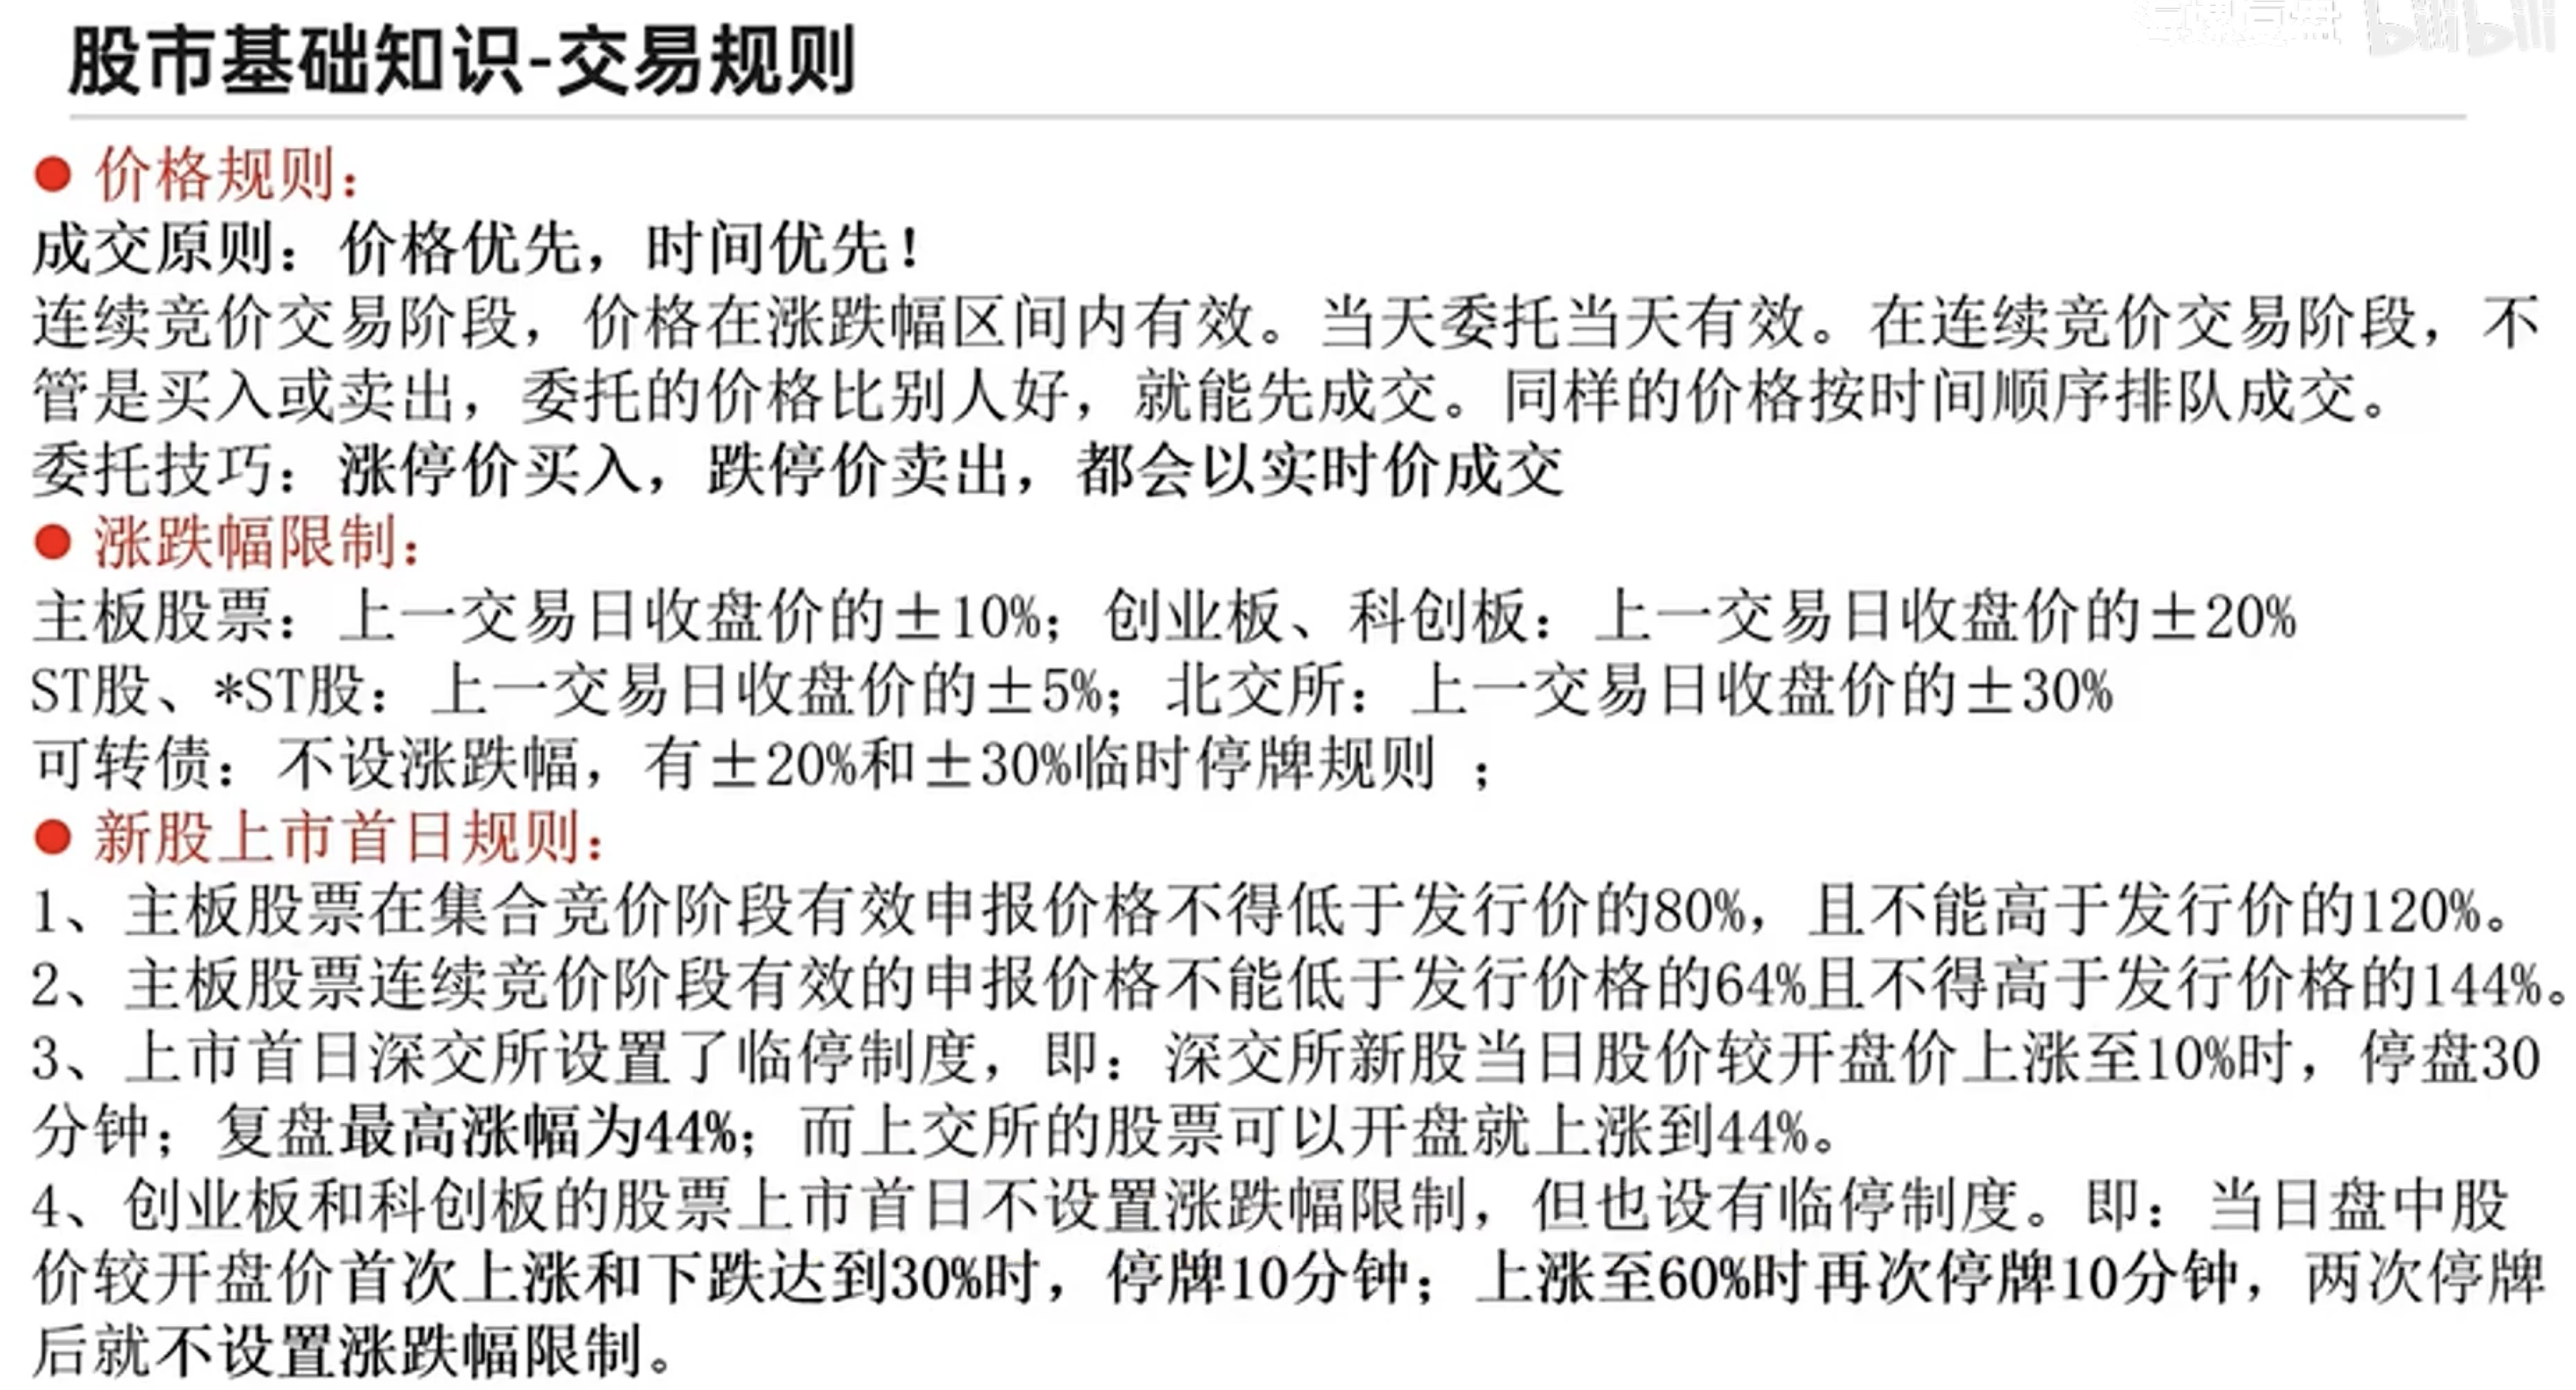 股市基础知识-交易规则
bilibili
● 价格规则：
成交原则：价格优先，时间优先！
连续竞价交易阶段，价格在涨跌幅区间内有效。当天委托当天有效。在连续竞价交易阶段，不
管是买入或卖出，委托的价格比别人好，就能先成交。同样的价格按时间顺序排队成交。
委托技巧：涨停价买入，跌停价卖出，都会以实时价成交
● 涨跌幅限制：
主板股票：上一交易日收盘价的±10%；创业板、科创板：上一交易日收盘价的±20%
ST股、*ST股：上一交易日收盘价的±5%；北交所：上一交易日收盘价的±30%
可转债：不设涨跌幅，有±20%和±30%临时停牌规则 ；
● 新股上市首日规则：
1、主板股票在集合竞价阶段有效申报价格不得低于发行价的80%，且不能高于发行价的120%。
2、主板股票连续竞价阶段有效的申报价格不能低于发行价格的64%且不得高于发行价格的144%。
3、上市首日深交所设置了临停制度，即：深交所新股当日股价较开盘价上涨至10%时，停盘30
分钟；复盘最高涨幅为44%；而上交所的股票可以开盘就上涨到44%。
4、创业板和科创板的股票上市首日不设置涨跌幅限制，但也设有临停制度。即：当日盘中股
价较开盘价首次上涨和下跌达到30%时，停牌10分钟；上涨至60%时再次停牌10分钟，两次停牌
后就不设置涨跌幅限制。